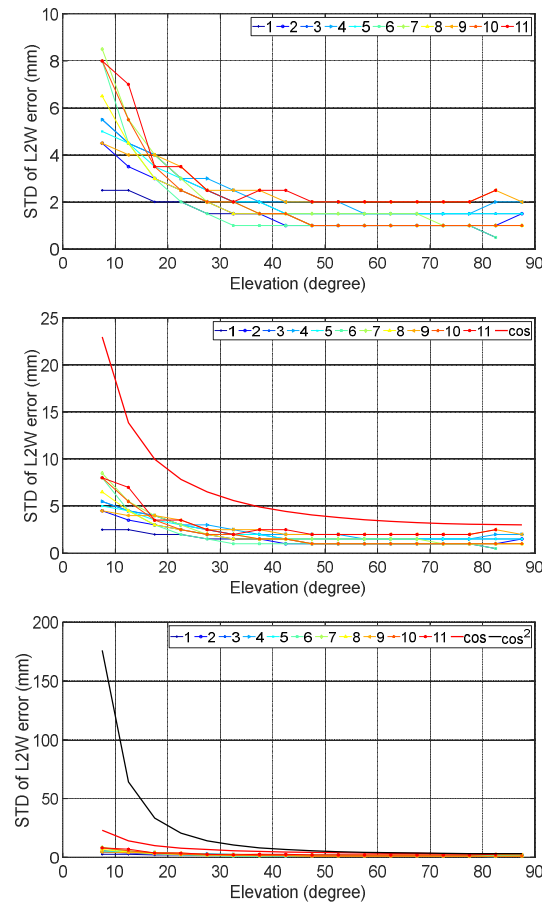 1 2 3 4 5 6 7 8 9 10 11
10
8
6
4
2
0
STD of L2W error (mm)
0 10 20 30 40 50 60 70 80 90
Elevation (degree)
1 2 3 4 5 6 7 8 9 10 11 cos
25
20
15
10
5
0
STD of L2W error (mm)
0 10 20 30 40 50 60 70 80 90
Elevation (degree)
1 2 3 4 5 6 7 8 9 10 11 cos cos²
200
150
100
50
0
STD of L2W error (mm)
0 10 20 30 40 50 60 70 80 90
Elevation (degree)